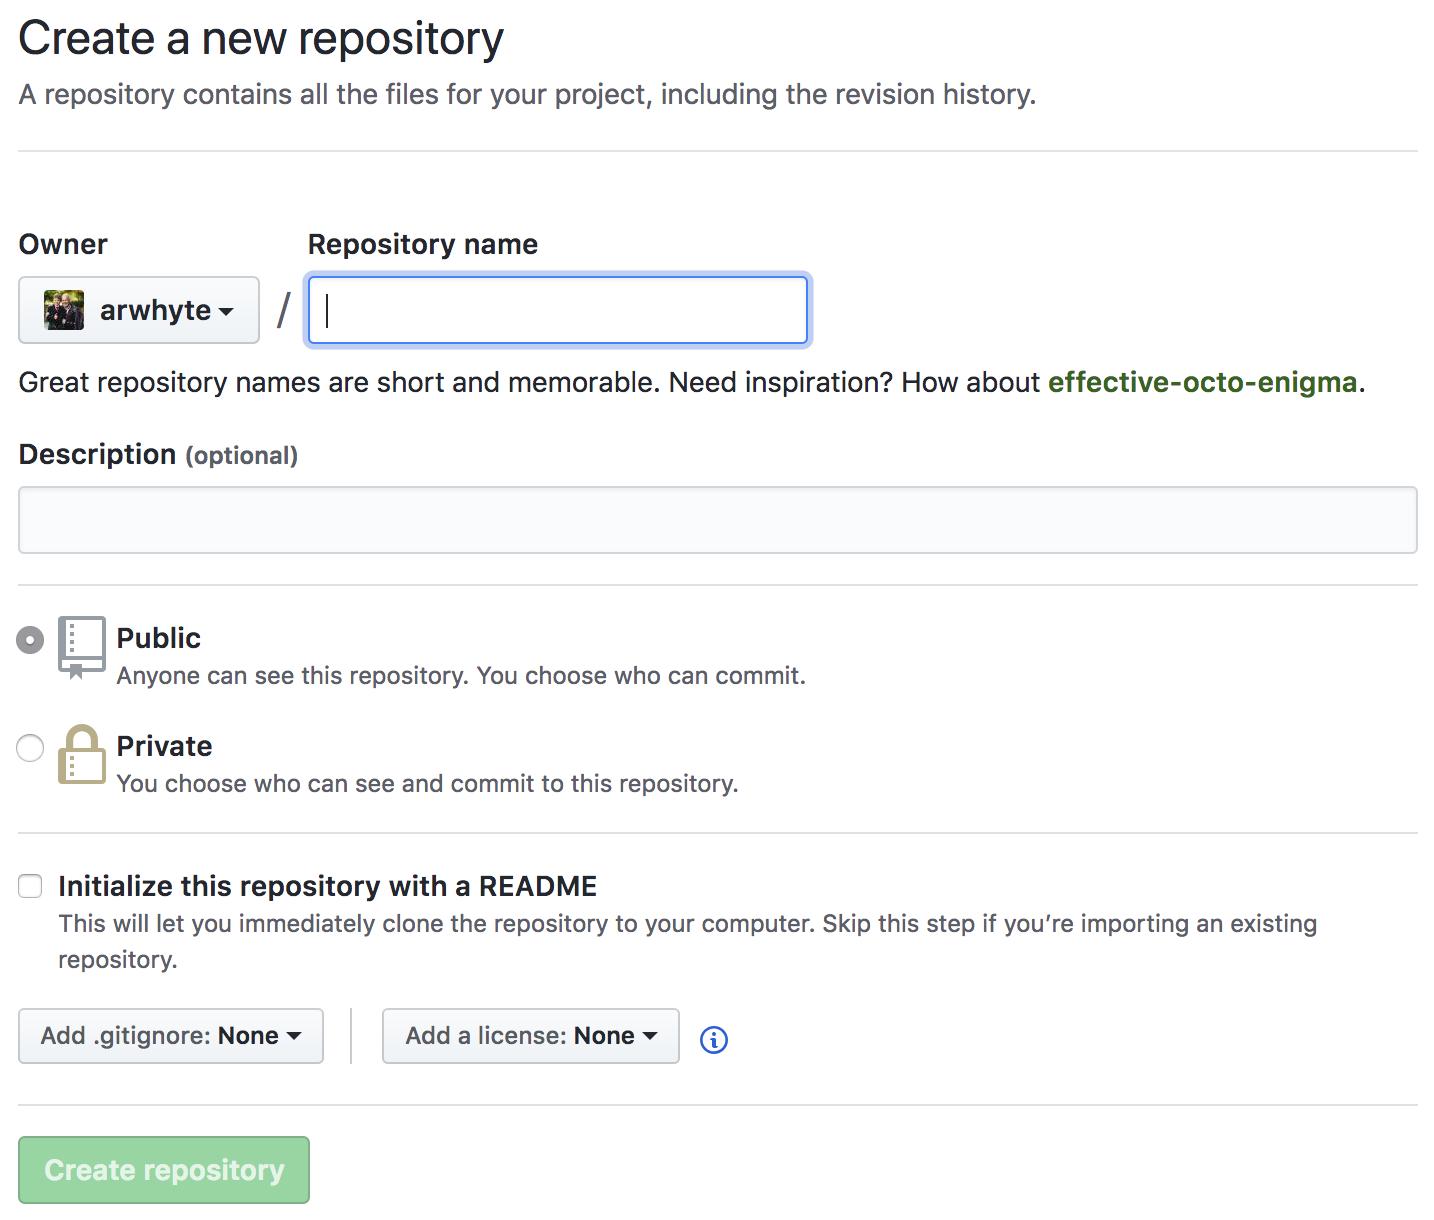 Create a new repository
A repository contains all the files for your project, including the revision history.
Owner
Repository name
arwhyte
/
Great repository names are short and memorable. Need inspiration? How about effective-octo-enigma.
Description (optional)
Public
Anyone can see this repository. You choose who can commit.
Private
You choose who can see and commit to this repository.
Initialize this repository with a README
This will let you immediately clone the repository to your computer. Skip this step if you’re importing an existing
repository.
Add .gitignore: None
Add a license: None
Create repository